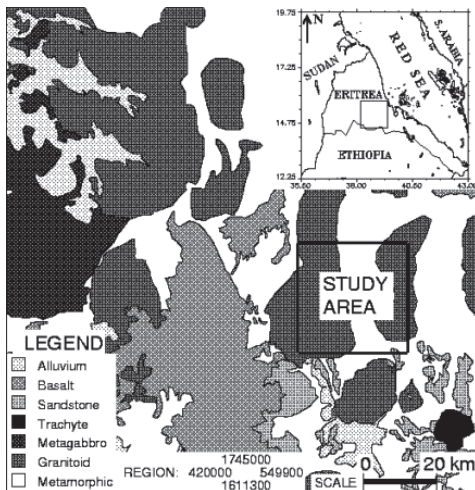 19.75
N
S. ARABIA
17.25
SUDAN
RED SEA
ERITREA
14.75
ETHIOPIA
12.25
35.50 38.00 40.50 43.00
STUDY
AREA
LEGEND
Alluvium
Basalt
Sandstone
Trachyte
Metagabbro
Granitoid
Metamorphic
1745000
REGION: 420000 549900
1611300
0 20 km
SCALE